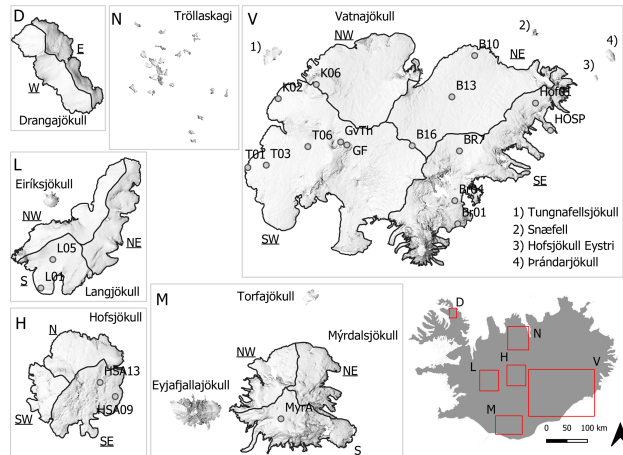 D
E
W
Drangajökull
N
Tröllaskagi
V
Vatnajökull
1)
NW
K06
K02
B10
NE
2)
4)
3)
B13
Hof01
HOSP
T06
GvTh
GF
B16
BR7
T01
T03
SE
Br04
Br01
SW
1) Tungnafellsjökull
2) Snæfell
3) Hofsjökull Eystri
4) Þrándarjökull
L
Eiríksjökull
NW
L05
NE
S
L01
Langjökull
H
Hofsjökull
N
HSA13
HSA09
SW
SE
M
Torfajökull
Mýrdalsjökull
NW
NE
Eyjafjallajökull
MyrA
S
D
N
H
L
V
M
0 50 100 km